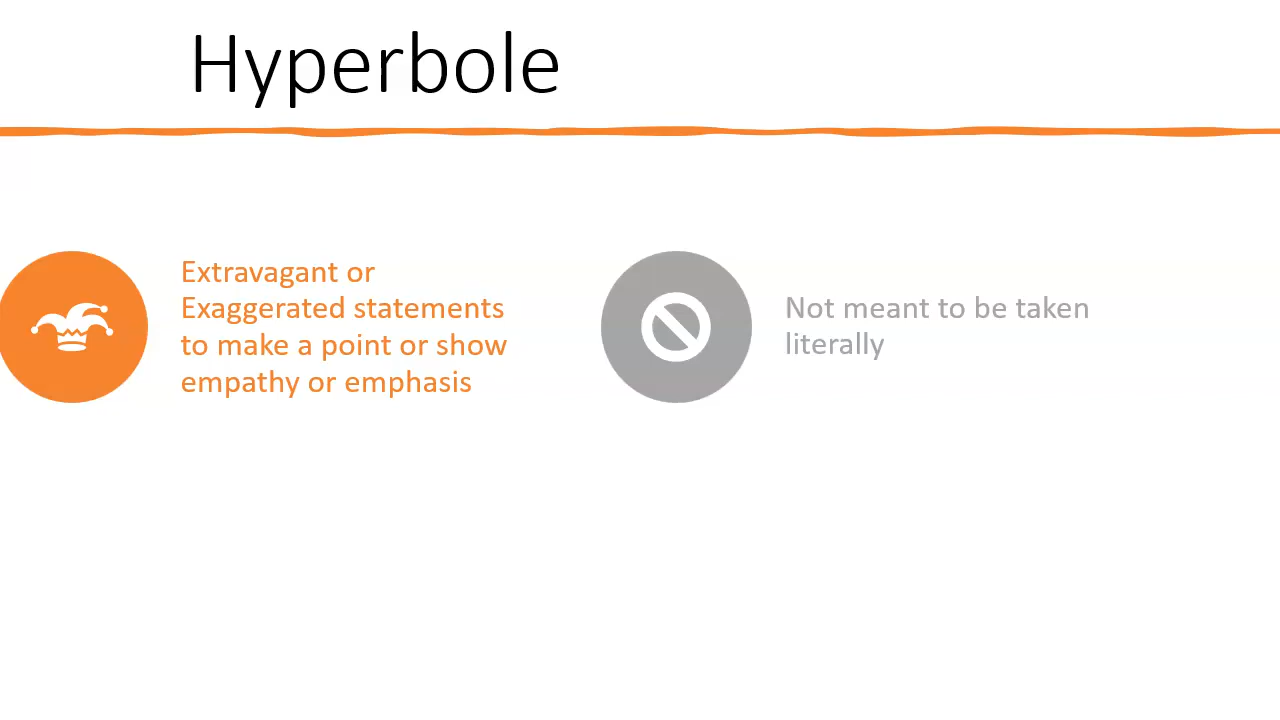 Hyperbole
Extravagant or
Exaggerated statements
to make a point or show
empathy or emphasis
Not meant to be taken
literally